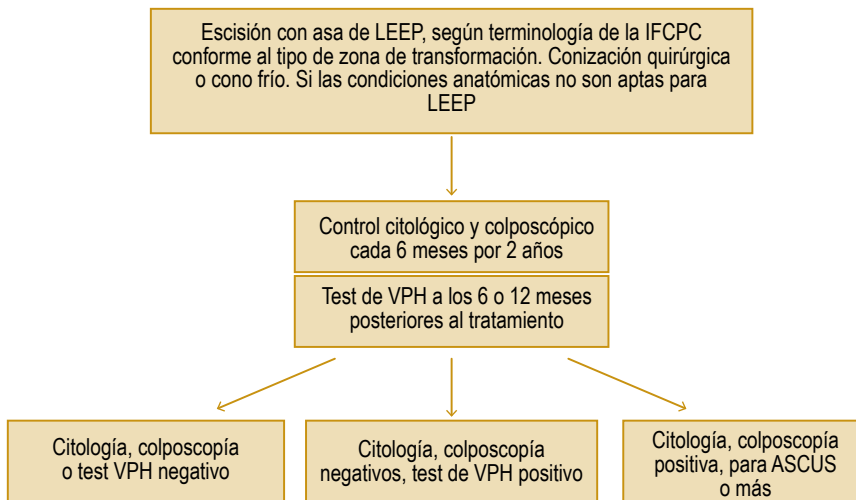 Escisión con asa de LEEP, según terminología de la IFCPC
conforme al tipo de zona de transformación. Conización quirúrgica
o cono frío. Si las condiciones anatómicas no son aptas para
LEEP
Control citológico y colposcópico
cada 6 meses por 2 años
Test de VPH a los 6 o 12 meses
posteriores al tratamiento
Citología, colposcopía
o test VPH negativo
Citología, colposcopía
negativos, test de VPH positivo
Citología, colposcopía
positiva, para ASCUS
o más